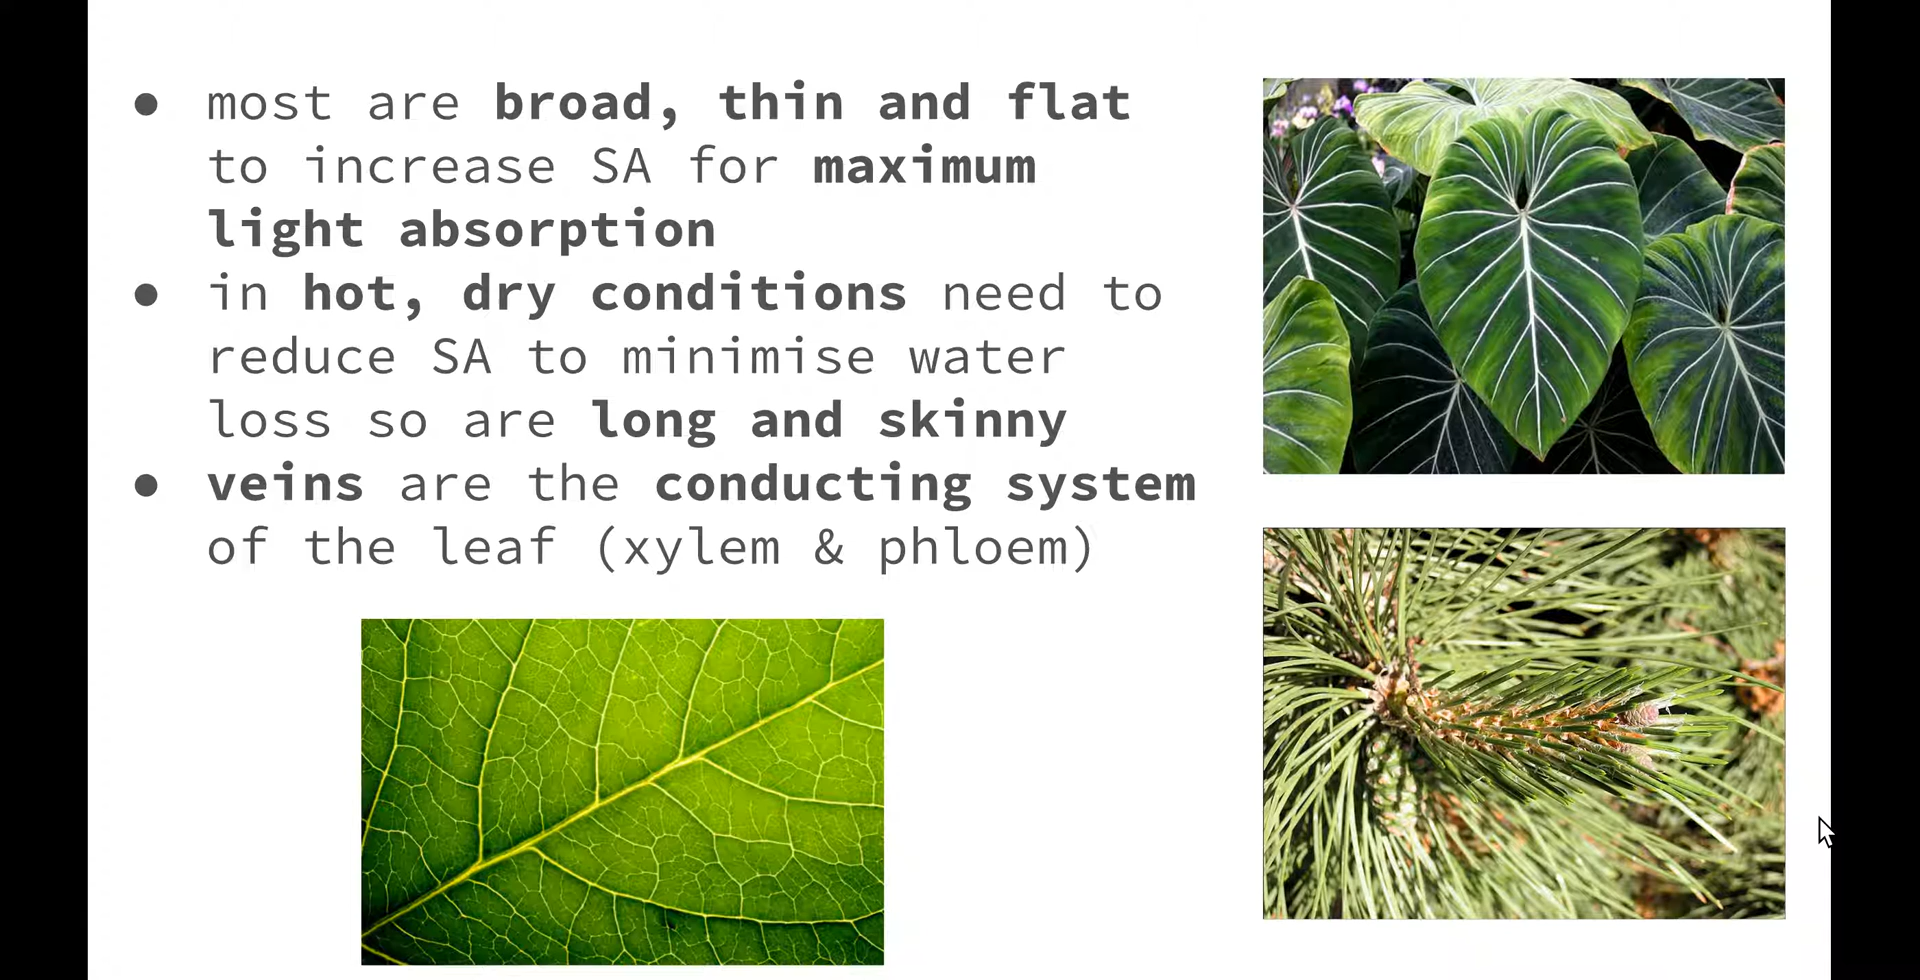 ● most are broad, thin and flat
to increase SA for maximum
light absorption
● in hot, dry conditions need to
reduce SA to minimise water
loss so are long and skinny
● veins are the conducting system
of the leaf (xylem & phloem)